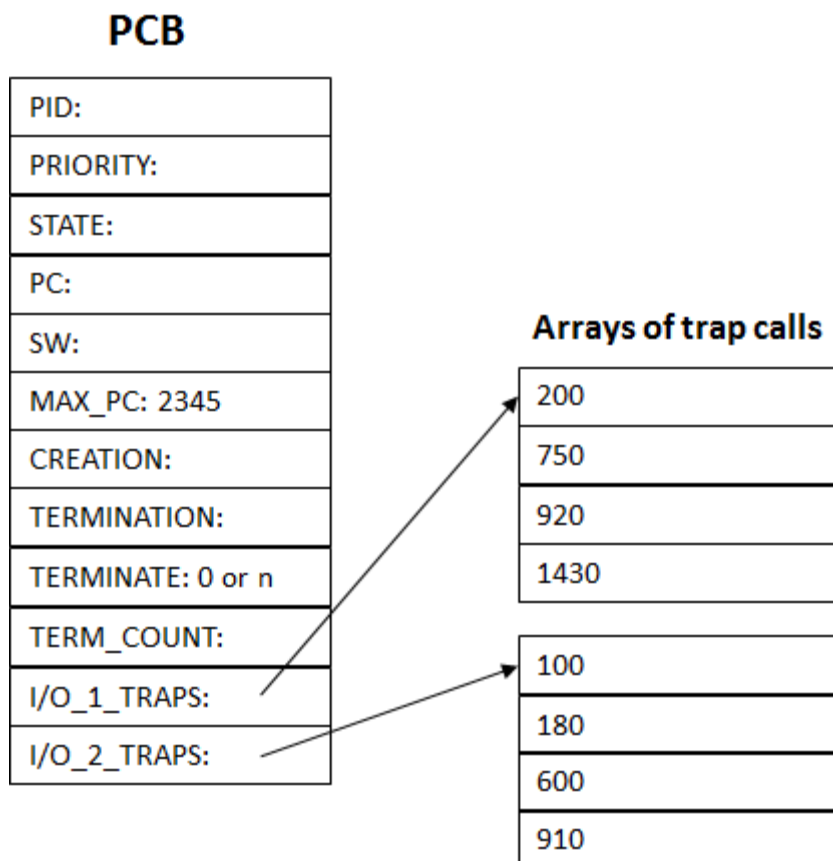 PCB
PID:
PRIORITY:
STATE:
PC:
SW:
MAX_PC: 2345
CREATION:
TERMINATION:
TERMINATE: 0 or n
TERM_COUNT:
I/O_1_TRAPS:
I/O_2_TRAPS:
Arrays of trap calls
200
750
920
1430
100
180
600
910